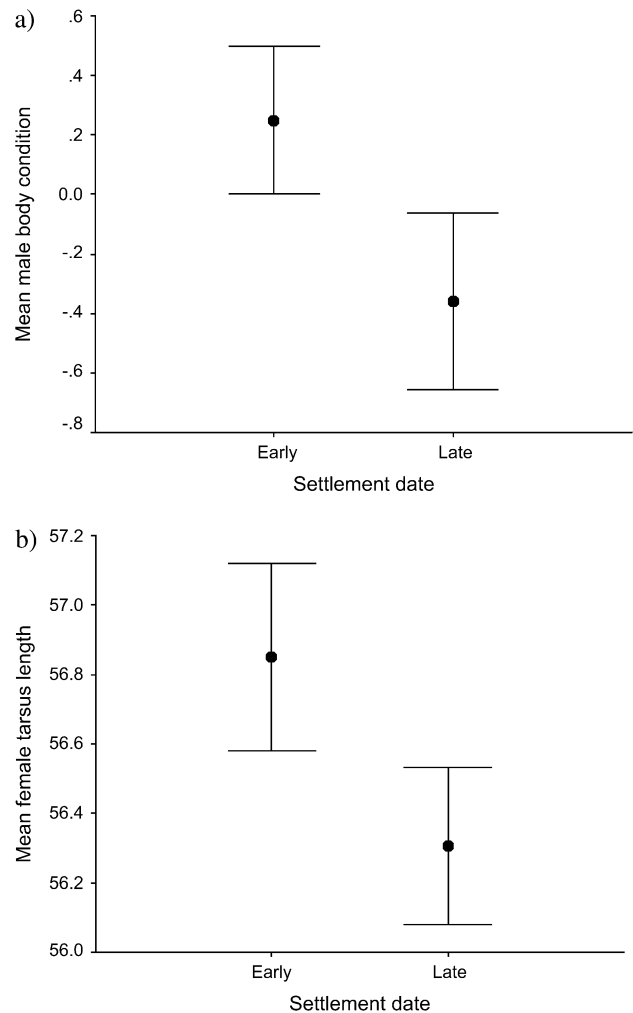 a)
.6
.4
.2
0.0
-.2
-.4
-.6
-.8
Mean male body condition
Early Late
Settlement date
b)
57.2
57.0
56.8
56.6
56.4
56.2
56.0
Mean female tarsus length
Early Late
Settlement date